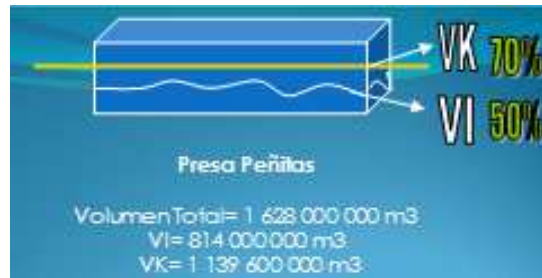 VK 70%
VI 50%
Presa Peñitas
Volumen Total= 1 628 000 000 m3
VI= 814 000 000 m3
VK= 1 139 600 000 m3